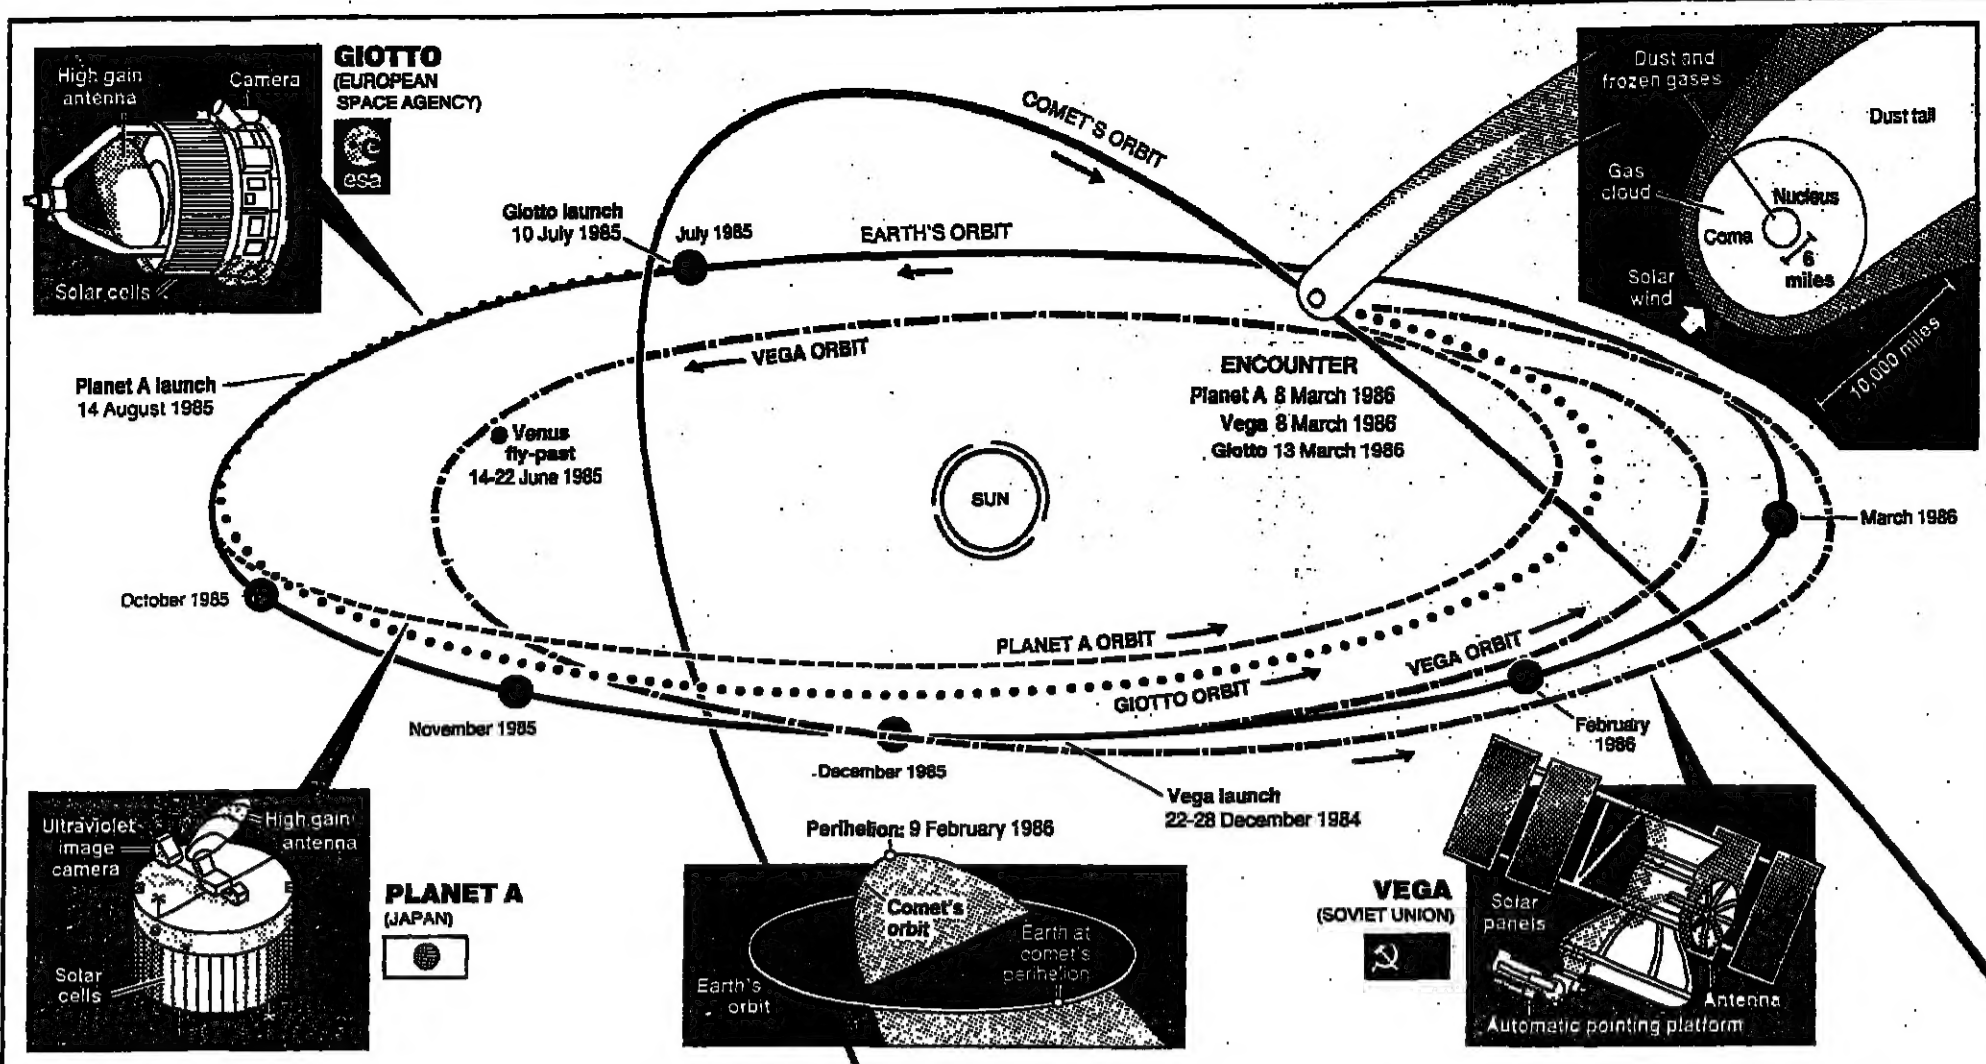 GIOTTO
(EUROPEAN
SPACE AGENCY)
esa
High gain
antenna
Camera
Solar cells
Giotto launch
10 July 1985
July 1985
EARTH'S ORBIT
COMET'S ORBIT
Dust and
frozen gases
Dust tail
Gas
cloud
Nucleus
Coma
6
miles
Solar
wind
10,000 miles
VEGA ORBIT
Planet A launch
14 August 1985
Venus
fly-past
14-22 June 1985
ENCOUNTER
Planet A 8 March 1986
Vega 8 March 1986
Giotto 13 March 1986
SUN
March 1986
October 1985
PLANET A ORBIT
VEGA ORBIT
GIOTTO ORBIT
November 1985
December 1985
February
1986
Vega launch
22-28 December 1984
Perihelion: 9 February 1986
Ultraviolet
image
camera
High gain
antenna
Solar
cells
PLANET A
(JAPAN)
Comet's
orbit
Earth at
comet's
perihelion
Earth's
orbit
VEGA
(SOVIET UNION)
Solar
panels
Antenna
Automatic pointing platform